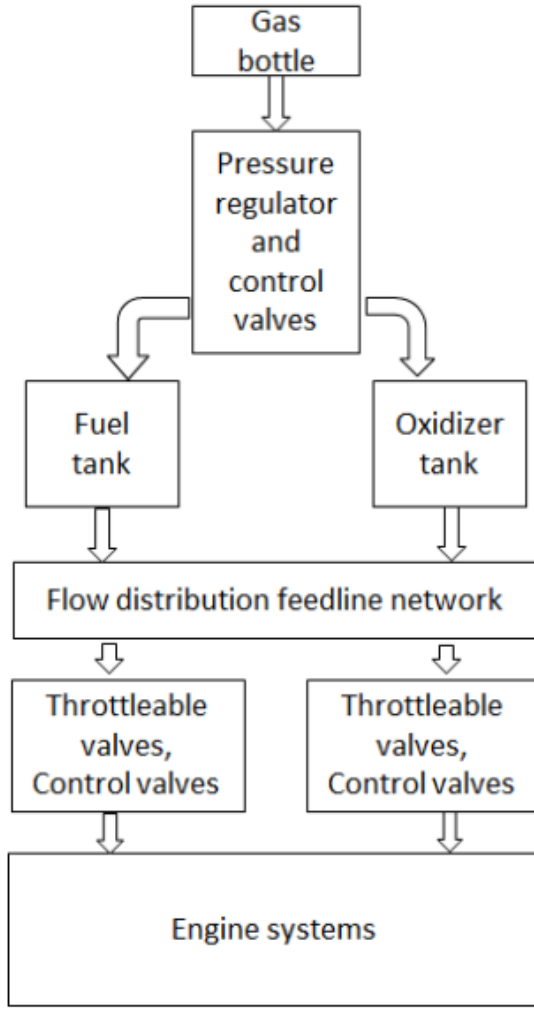 Gas
bottle
Pressure
regulator
and
control
valves
Fuel
tank
Oxidizer
tank
Flow distribution feedline network
Throttleable
valves,
Control valves
Throttleable
valves,
Control valves
Engine systems